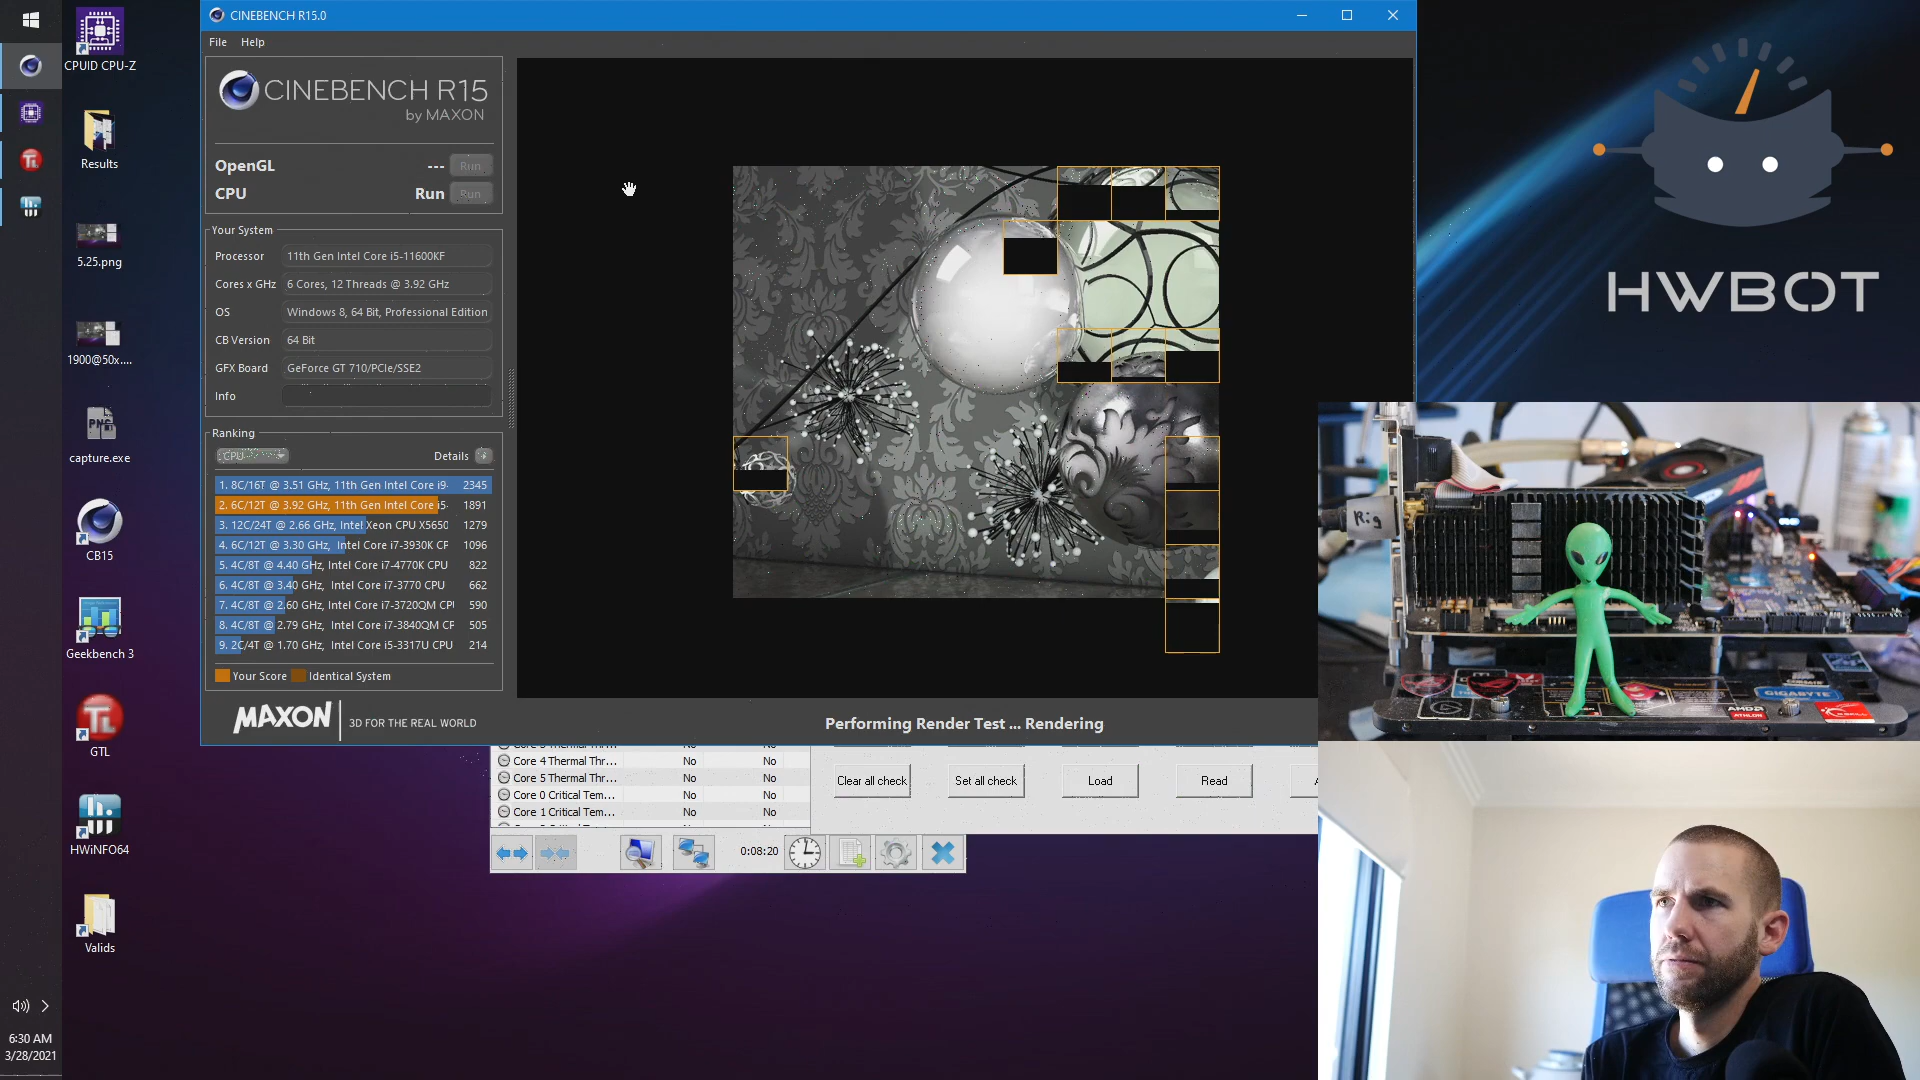 CINEBENCH R15.0
File Help
CINEBENCH R15
by MAXON
OpenGL --- Run
CPU Run Run
Your System
Processor 11th Gen Intel Core i5-11600KF
Cores x GHz 6 Cores, 12 Threads @ 3.92 GHz
OS Windows 8, 64 Bit, Professional Edition
CB Version 64 Bit
GFX Board GeForce GT 710/PCIe/SSE2
Info
Ranking
CPU Details
1. 8C/16T @ 3.51 GHz, 11th Gen Intel Core i9- 2345
2. 6C/12T @ 3.92 GHz, 11th Gen Intel Core i5- 1891
3. 12C/24T @ 2.66 GHz, Intel Xeon CPU X5650 1279
4. 6C/12T @ 3.30 GHz, Intel Core i7-3930K CP 1096
5. 4C/8T @ 4.40 GHz, Intel Core i7-4770K CPU 822
6. 4C/8T @ 3.40 GHz, Intel Core i7-3770 CPU 662
7. 4C/8T @ 2.60 GHz, Intel Core i7-3720QM CPU 590
8. 4C/8T @ 2.79 GHz, Intel Core i7-3840QM CP 505
9. 2C/4T @ 1.70 GHz, Intel Core i5-3317U CPU 214
Your Score Identical System
MAXON 3D FOR THE REAL WORLD
Performing Render Test ... Rendering
CPUID CPU-Z
Results
5.25.png
1900@50x....
PNG
capture.exe
CB15
Geekbench 3
TL
GTL
HWiNFO64
Valids
6:30 AM
3/28/2021
Core 4 Thermal Thr... No No
Core 5 Thermal Thr... No No
Core 0 Critical Tem... No No
Core 1 Critical Tem... No No
0:08:20
Clear all check Set all check Load Read
HWBOT
Rig
GIGABYTE
AMD
ATHLON